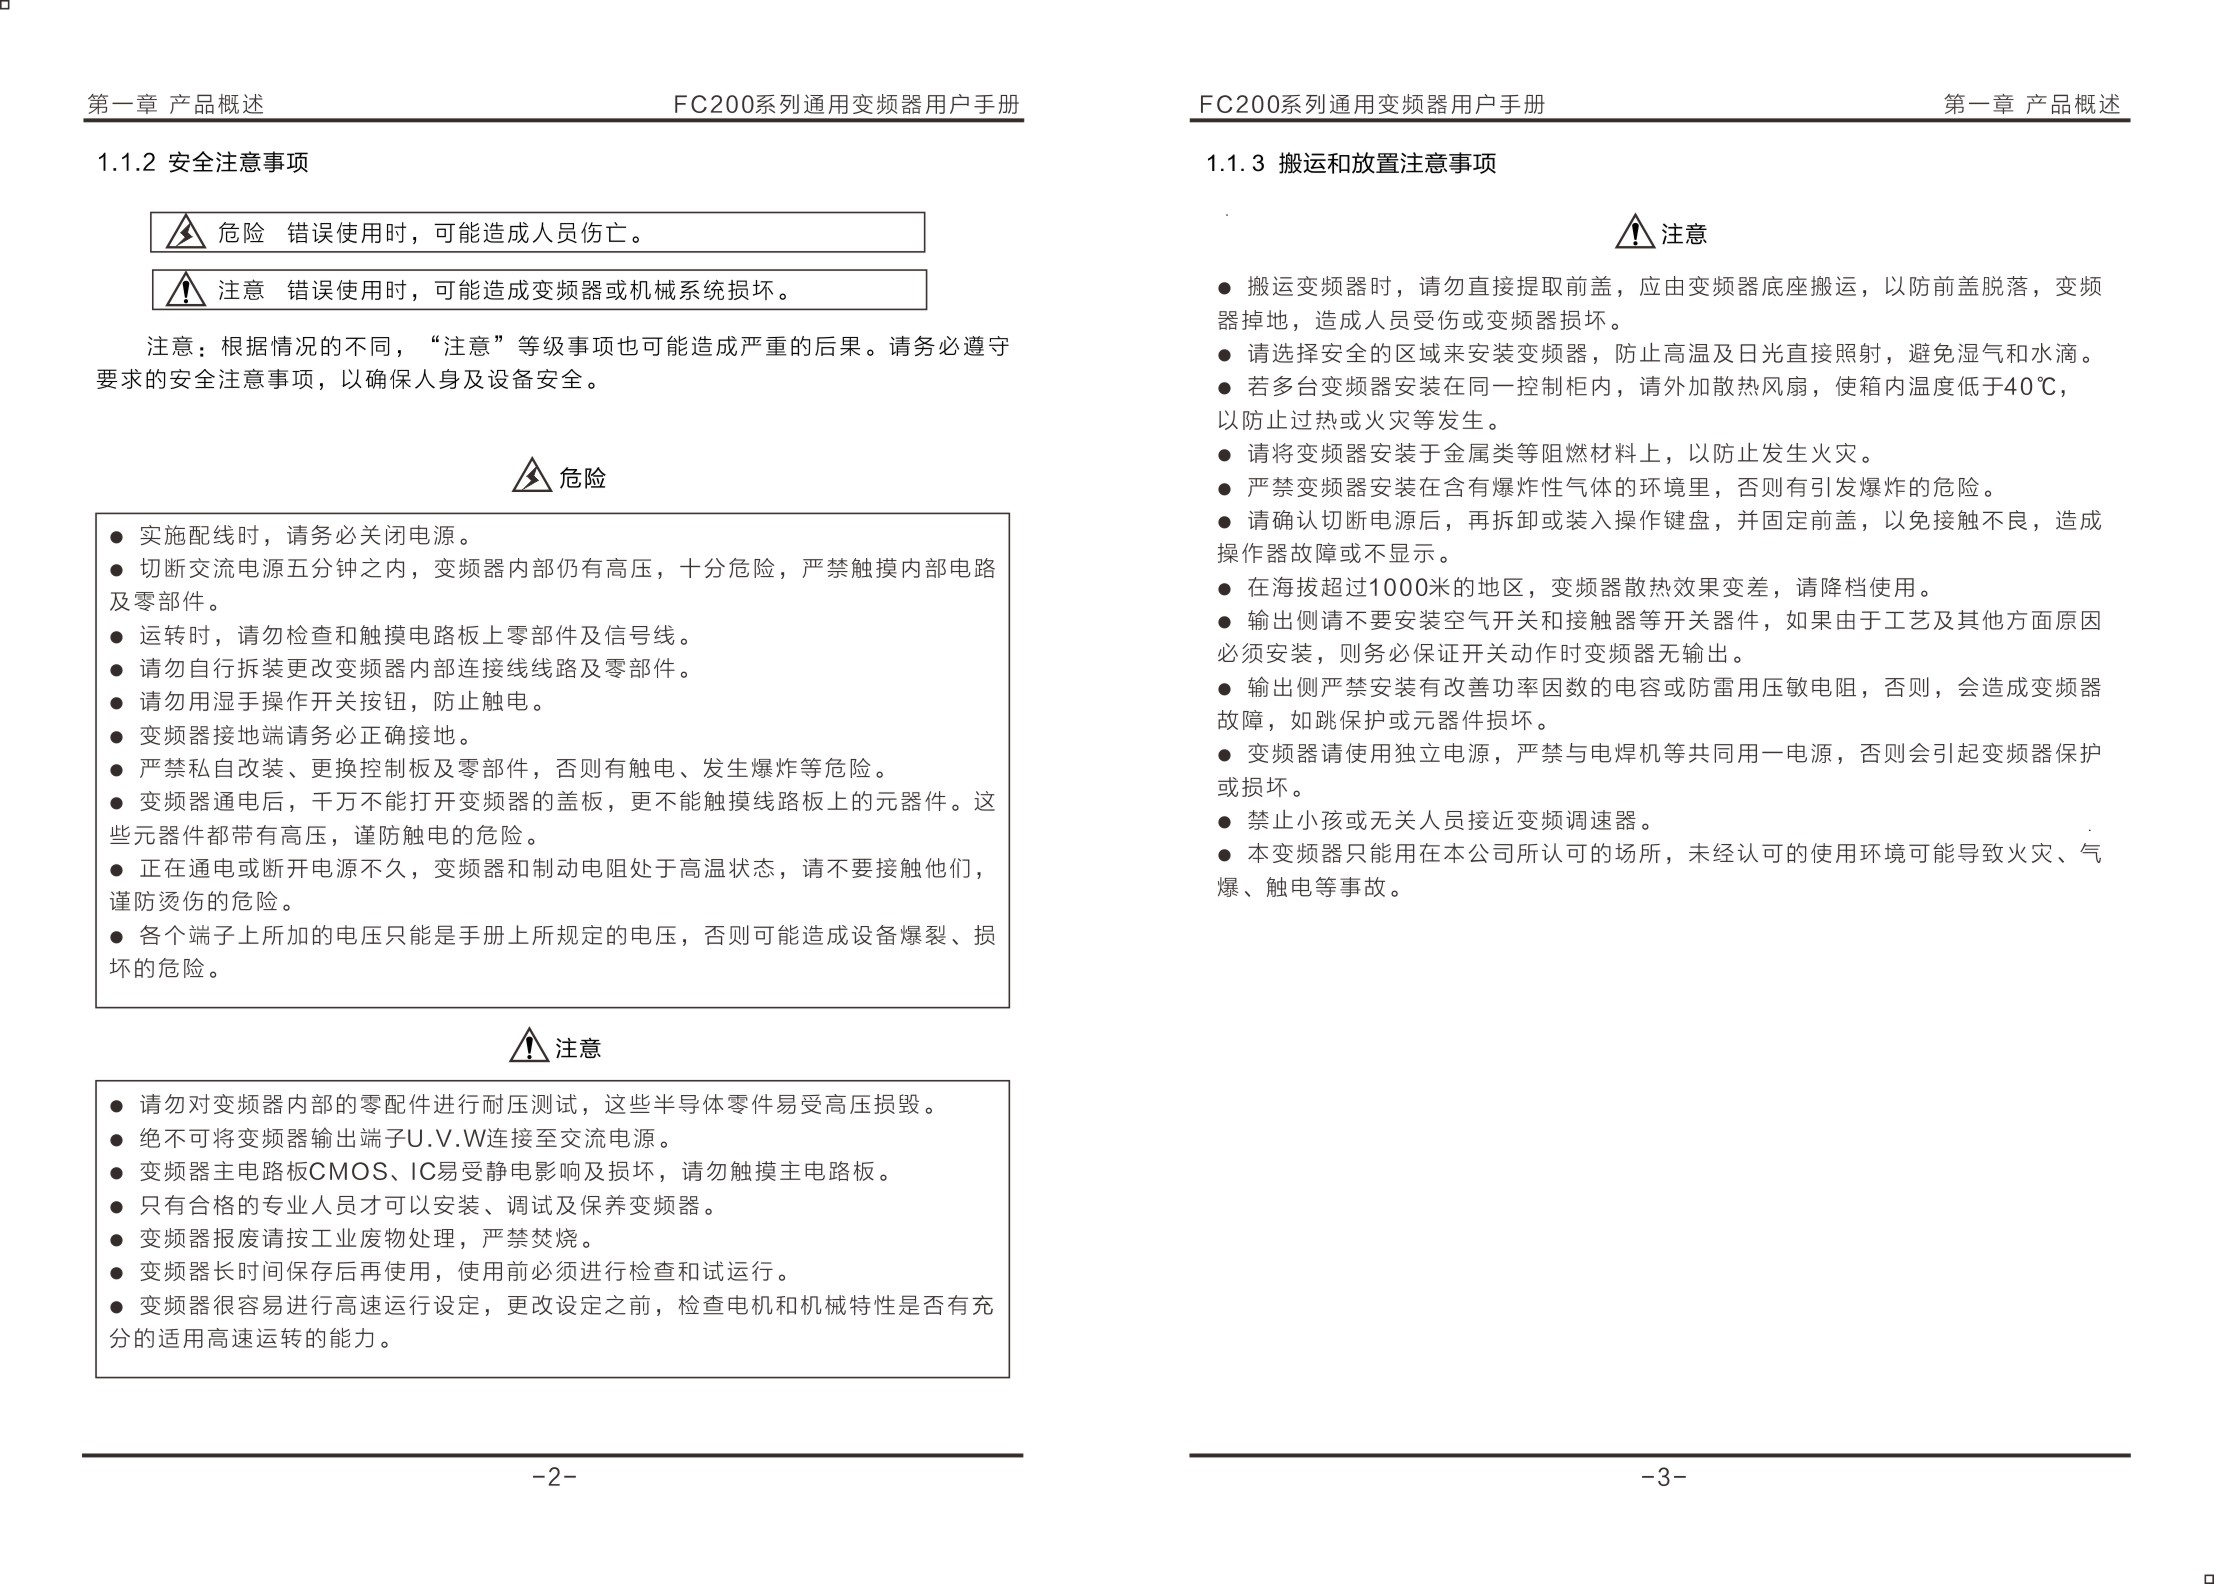 第一章 产品概述
FC200系列通用变频器用户手册
1.1.2 安全注意事项
危险 错误使用时，可能造成人员伤亡。
注意 错误使用时，可能造成变频器或机械系统损坏。
注意：根据情况的不同，“注意”等级事项也可能造成严重的后果。请务必遵守
要求的安全注意事项，以确保人身及设备安全。
危险
● 实施配线时，请务必关闭电源。
● 切断交流电源五分钟之内，变频器内部仍有高压，十分危险，严禁触摸内部电路
及零部件。
● 运转时，请勿检查和触摸电路板上零部件及信号线。
● 请勿自行拆装更改变频器内部连接线线路及零部件。
● 请勿用湿手操作开关按钮，防止触电。
● 变频器接地端请务必正确接地。
● 严禁私自改装、更换控制板及零部件，否则有触电、发生爆炸等危险。
● 变频器通电后，千万不能打开变频器的盖板，更不能触摸线路板上的元器件。这
些元器件都带有高压，谨防触电的危险。
● 正在通电或断开电源不久，变频器和制动电阻处于高温状态，请不要接触他们，
谨防烫伤的危险。
● 各个端子上所加的电压只能是手册上所规定的电压，否则可能造成设备爆裂、损
坏的危险。
注意
● 请勿对变频器内部的零配件进行耐压测试，这些半导体零件易受高压损毁。
● 绝不可将变频器输出端子U.V.W连接至交流电源。
● 变频器主电路板CMOS、IC易受静电影响及损坏，请勿触摸主电路板。
● 只有合格的专业人员才可以安装、调试及保养变频器。
● 变频器报废请按工业废物处理，严禁焚烧。
● 变频器长时间保存后再使用，使用前必须进行检查和试运行。
● 变频器很容易进行高速运行设定，更改设定之前，检查电机和机械特性是否有充
分的适用高速运转的能力。
-2-
FC200系列通用变频器用户手册
第一章 产品概述
1.1.3 搬运和放置注意事项
注意
● 搬运变频器时，请勿直接提取前盖，应由变频器底座搬运，以防前盖脱落，变频
器掉地，造成人员受伤或变频器损坏。
● 请选择安全的区域来安装变频器，防止高温及日光直接照射，避免湿气和水滴。
● 若多台变频器安装在同一控制柜内，请外加散热风扇，使箱内温度低于40℃，
以防止过热或火灾等发生。
● 请将变频器安装于金属类等阻燃材料上，以防止发生火灾。
● 严禁变频器安装在含有爆炸性气体的环境里，否则有引发爆炸的危险。
● 请确认切断电源后，再拆卸或装入操作键盘，并固定前盖，以免接触不良，造成
操作器故障或不显示。
● 在海拔超过1000米的地区，变频器散热效果变差，请降档使用。
● 输出侧请不要安装空气开关和接触器等开关器件，如果由于工艺及其他方面原因
必须安装，则务必保证开关动作时变频器无输出。
● 输出侧严禁安装有改善功率因数的电容或防雷用压敏电阻，否则，会造成变频器
故障，如跳保护或元器件损坏。
● 变频器请使用独立电源，严禁与电焊机等共同用一电源，否则会引起变频器保护
或损坏。
● 禁止小孩或无关人员接近变频调速器。
● 本变频器只能用在本公司所认可的场所，未经认可的使用环境可能导致火灾、气
爆、触电等事故。
-3-